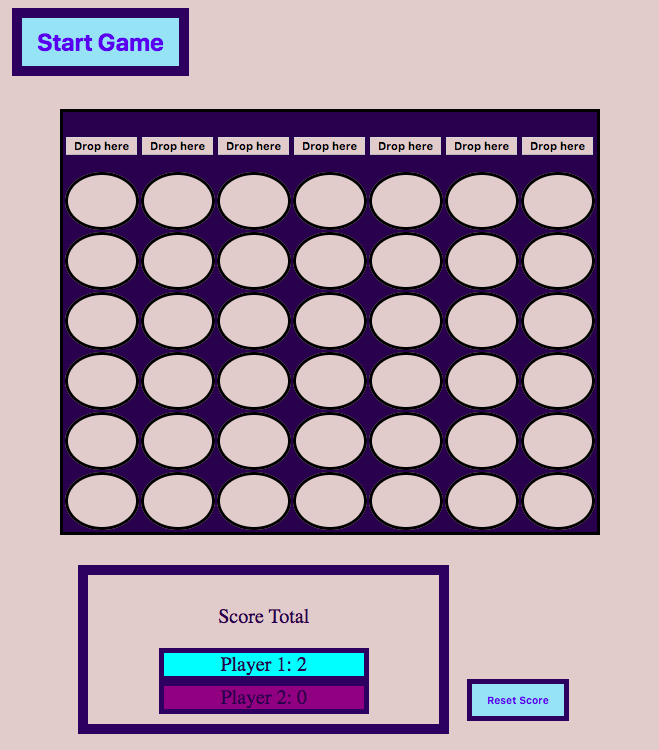 Start Game
Drop here Drop here Drop here Drop here Drop here Drop here Drop here
Score Total
Player 1: 2
Player 2: 0
Reset Score